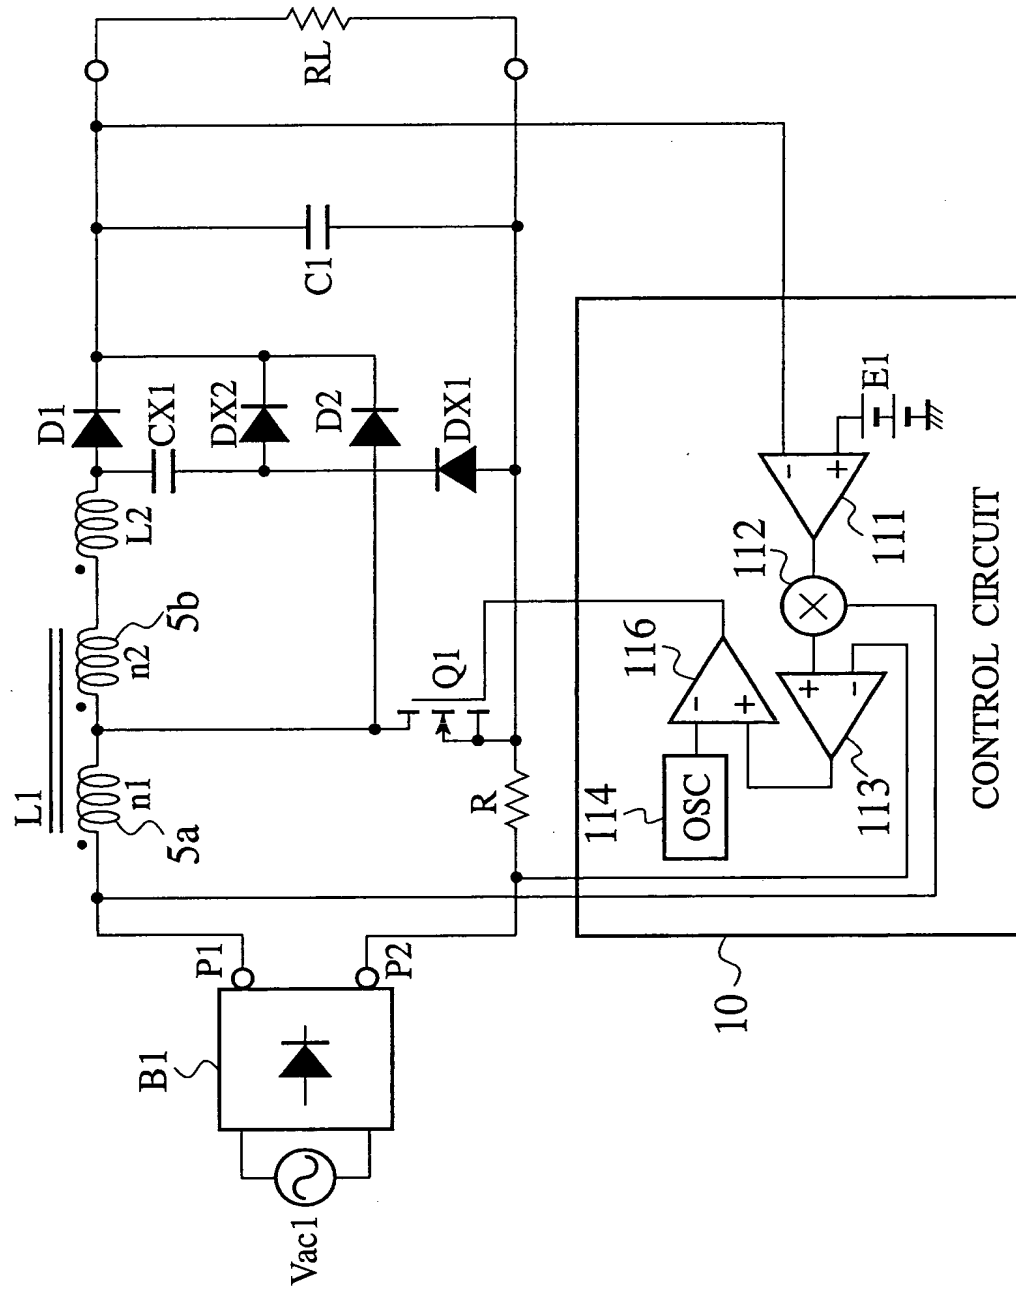 L1
5a
n1
n2
5b
L2
D1
CX1
DX2
D2
DX1
C1
RL
Vac1
B1
P1
P2
R
Q1
10
114
OSC
116
-
+
113
+
-
112
111
-
+
E1
CONTROL CIRCUIT